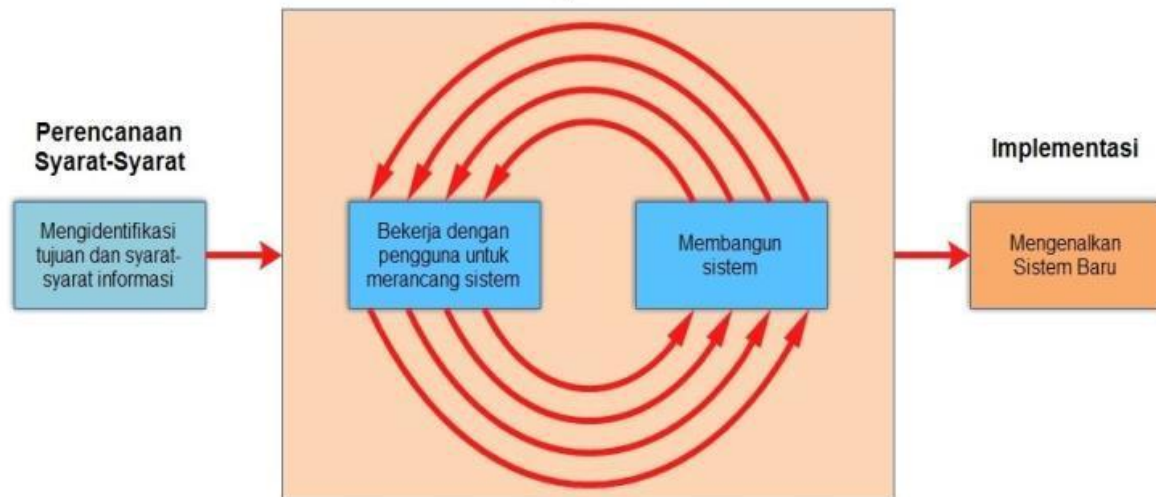 Perencanaan
Syarat-Syarat
Mengidentifikasi
tujuan dan syarat-
syarat informasi
Bekerja dengan
pengguna untuk
merancang sistem
Membangun
sistem
Implementasi
Mengenalkan
Sistem Baru